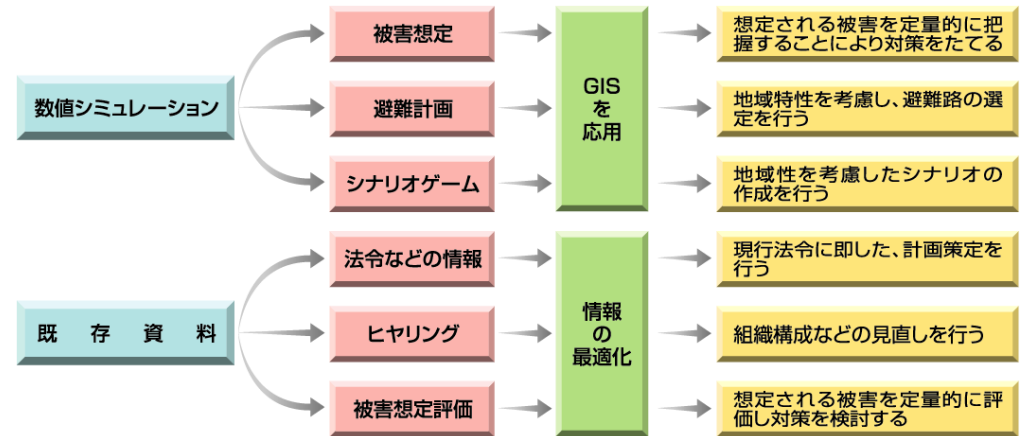 数値シミュレーション
被害想定
避難計画
シナリオゲーム
GIS
を
応用
想定される被害を定量的に把
握することにより対策をたてる
地域特性を考慮し、避難路の選
定を行う
地域性を考慮したシナリオの
作成を行う
既存資料
法令などの情報
ヒヤリング
被害想定評価
情報
の
最適化
現行法令に即した、計画策定を
行う
組織構成などの見直しを行う
想定される被害を定量的に評
価し対策を検討する